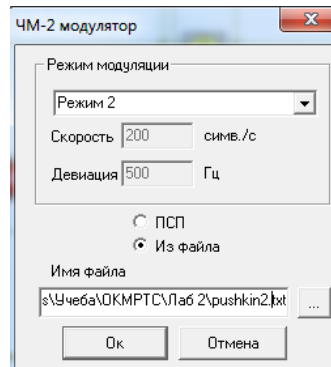 ЧМ-2 модулятор
Режим модуляции
Режим 2
Скорость 200 симв./с
Девиация 500 Гц
ПСП
Из файла
Имя файла
s\Учеба\ОКМРТС\Лаб 2\pushkin2.txt ...
Ок Отмена